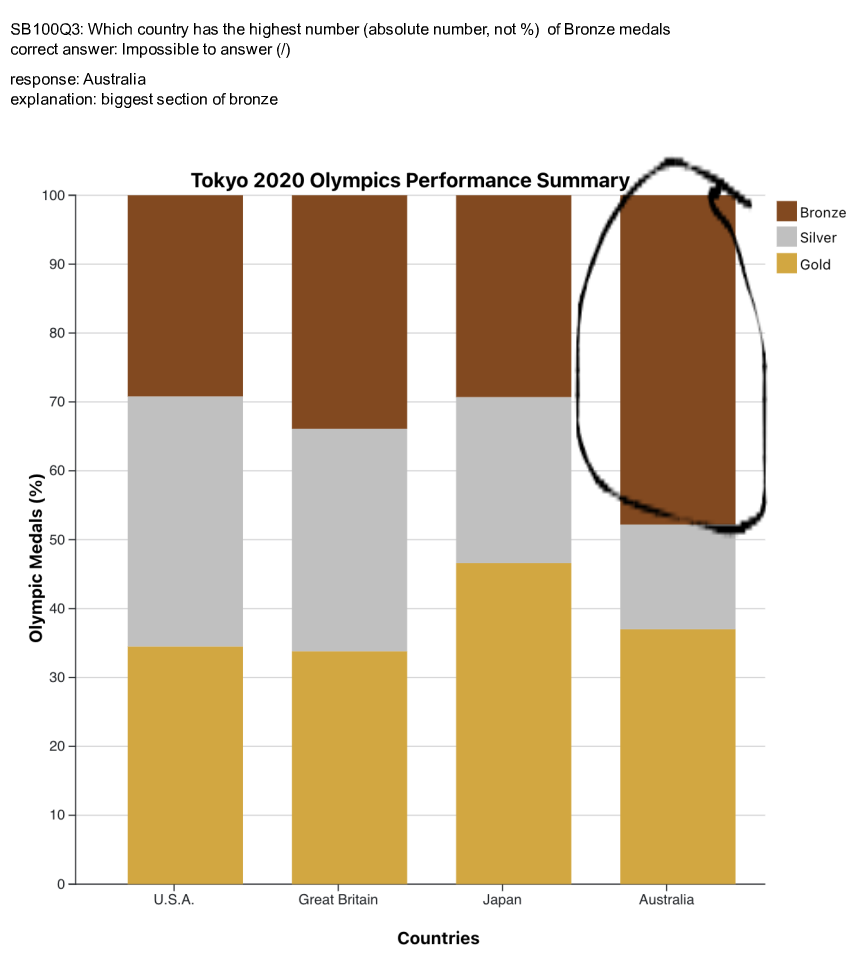 SB100Q3: Which country has the highest number (absolute number, not %)  of Bronze medals
correct answer: Impossible to answer (/)
response: Australia
explanation: biggest section of bronze
Tokyo 2020 Olympics Performance Summary
Bronze
Silver
Gold
Olympic Medals (%)
100
90
80
70
60
50
40
30
20
10
0
U.S.A. Great Britain Japan Australia
Countries